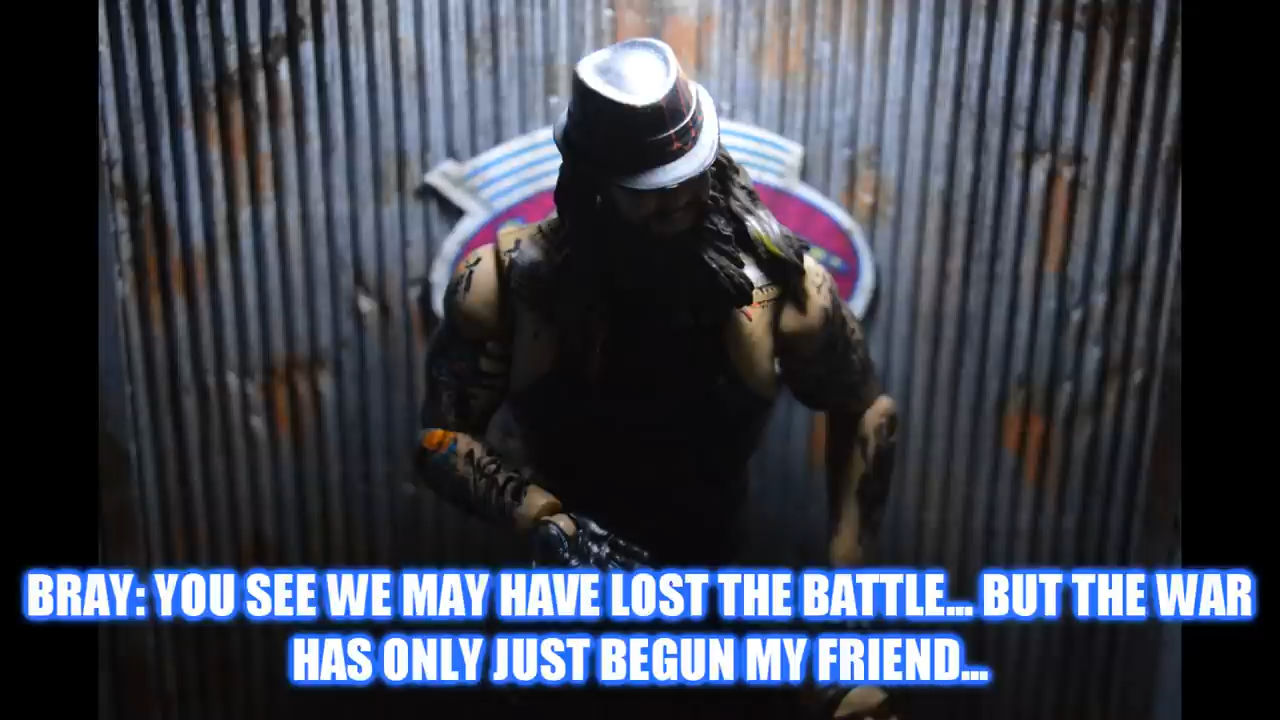 BRAY: YOU SEE WE MAY HAVE LOST THE BATTLE... BUT THE WAR
HAS ONLY JUST BEGUN MY FRIEND...